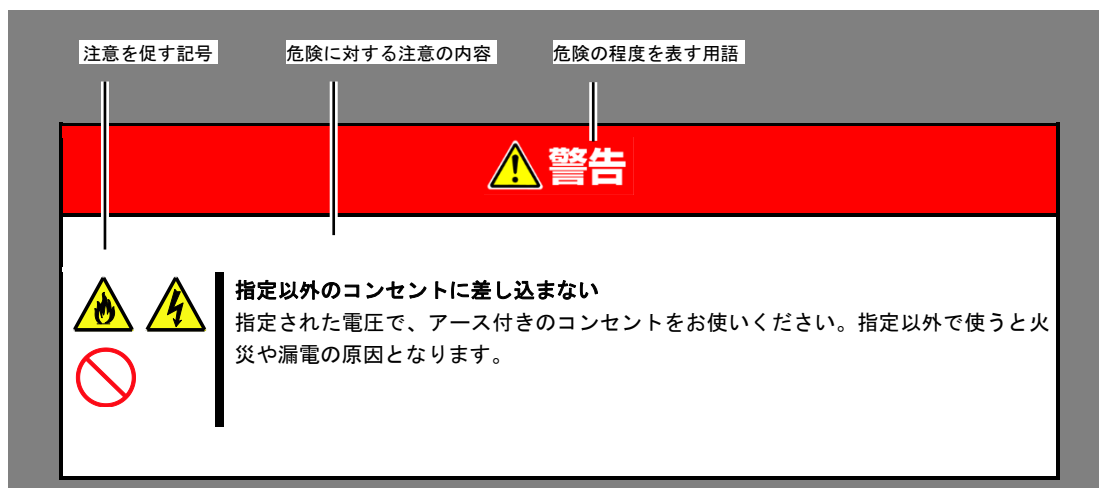 注意を促す記号
危険に対する注意の内容
危険の程度を表す用語
警告
指定以外のコンセントに差し込まない
指定された電圧で、アース付きのコンセントをお使いください。指定以外で使うと火
災や漏電の原因となります。